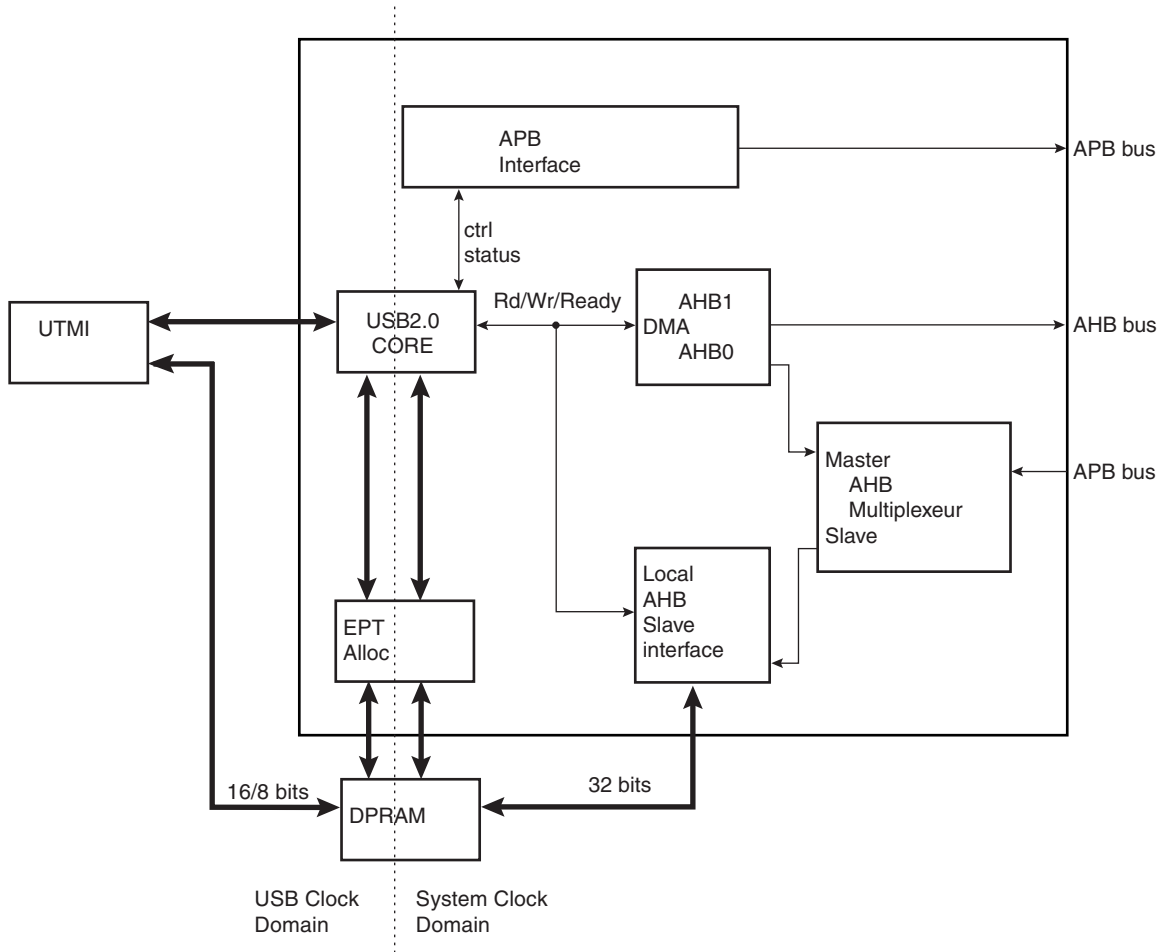 APB
Interface
APB bus
ctrl
status
UTMI
USB2.0
CORE
Rd/Wr/Ready
AHB1
DMA
AHB0
AHB bus
Master
AHB
Multiplexeur
Slave
APB bus
Local
AHB
Slave
interface
EPT
Alloc
16/8 bits
DPRAM
32 bits
USB Clock
Domain
System Clock
Domain